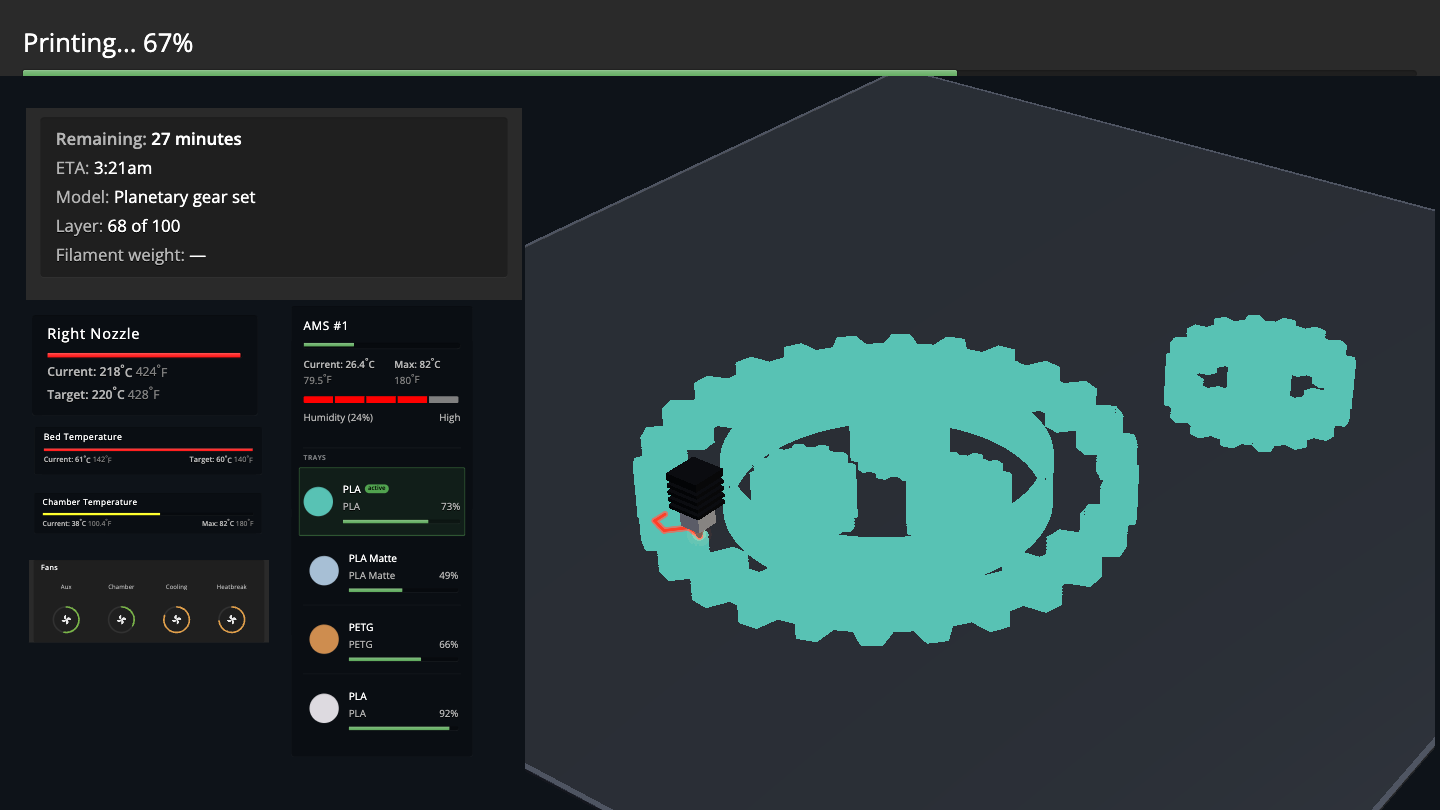 Printing... 67%
Remaining: 27 minutes
ETA: 3:21am
Model: Planetary gear set
Layer: 68 of 100
Filament weight: —
Right Nozzle
Current: 218°C 424°F
Target: 220°C 428°F
Bed Temperature
Current: 61°C 142°F Target: 60°C 140°F
Chamber Temperature
Current: 38°C 100.4°F Max: 82°C 180°F
Fans
Aux Chamber Cooling Heatbreak
AMS #1
Current: 26.4°C Max: 82°C
79.5°F 180°F
Humidity (24%) High
TRAYS
PLA active
PLA 73%
PLA Matte
PLA Matte 49%
PETG
PETG 66%
PLA
PLA 92%